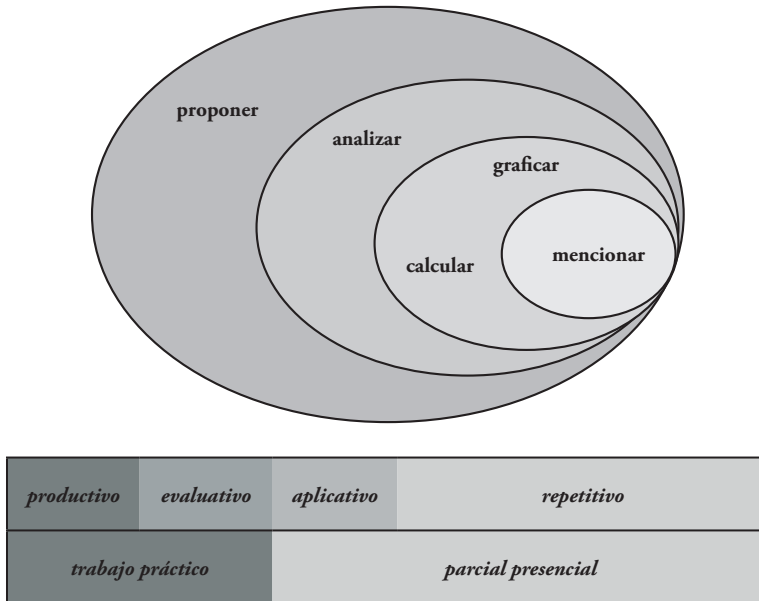 proponer
analizar
graficar
calcular
mencionar
productivo evaluativo aplicativo repetitivo
trabajo práctico parcial presencial